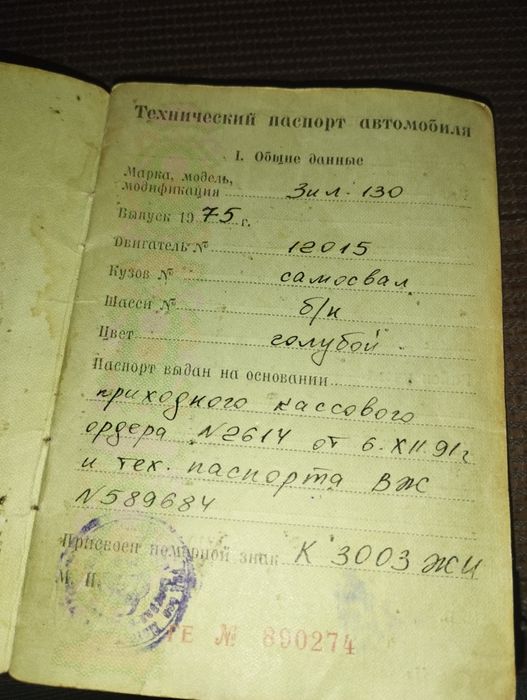 Технический паспорт автомобиля
I. Общие данные
Марка, модель,
модификация Зил-130
Выпуск 1975 г.
Двигатель № 12015
Кузов № самосвал
Шасси № б/н
Цвет голубой
Паспорт выдан на основании
приходного кассового
ордера №2614 от 6.XII.91г
и тех. паспорта ВЖ
№589684
Присвоен номерной знак К 3003 ЖИ
М. П.
ГЕ № 890274